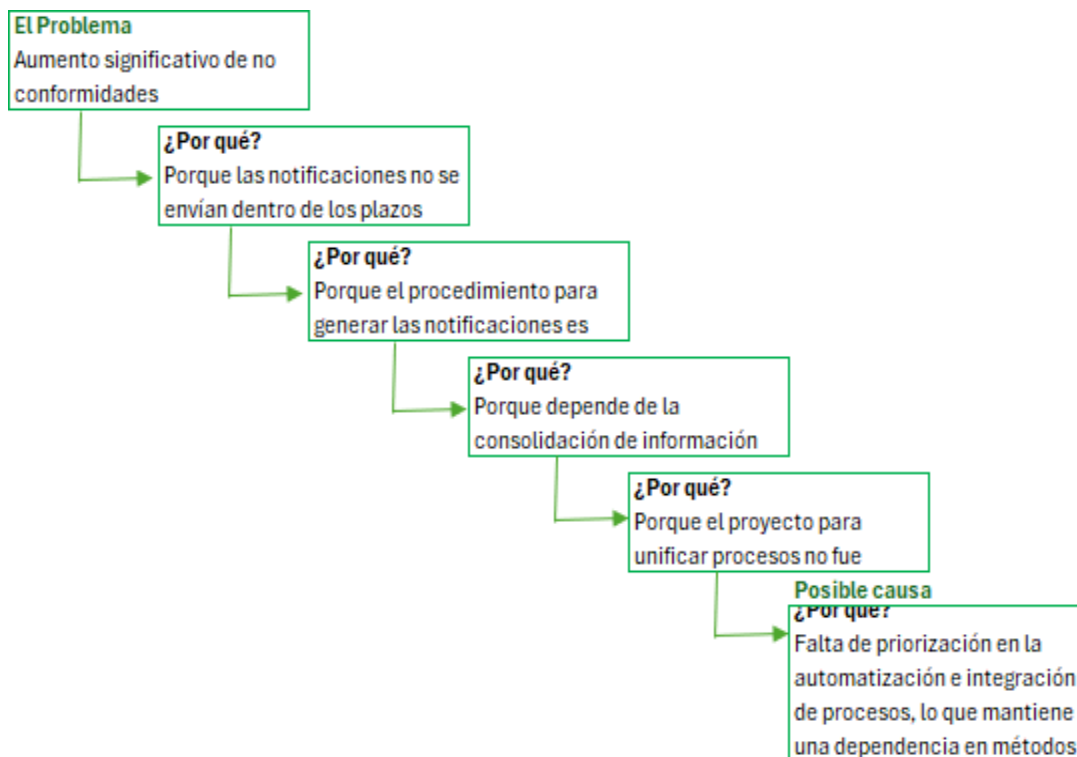 El Problema
Aumento significativo de no
conformidades
¿Por qué?
Porque las notificaciones no se
envían dentro de los plazos
¿Por qué?
Porque el procedimiento para
generar las notificaciones es
¿Por qué?
Porque depende de la
consolidación de información
¿Por qué?
Porque el proyecto para
unificar procesos no fue
Posible causa
¿Por qué?
Falta de priorización en la
automatización e integración
de procesos, lo que mantiene
una dependencia en métodos